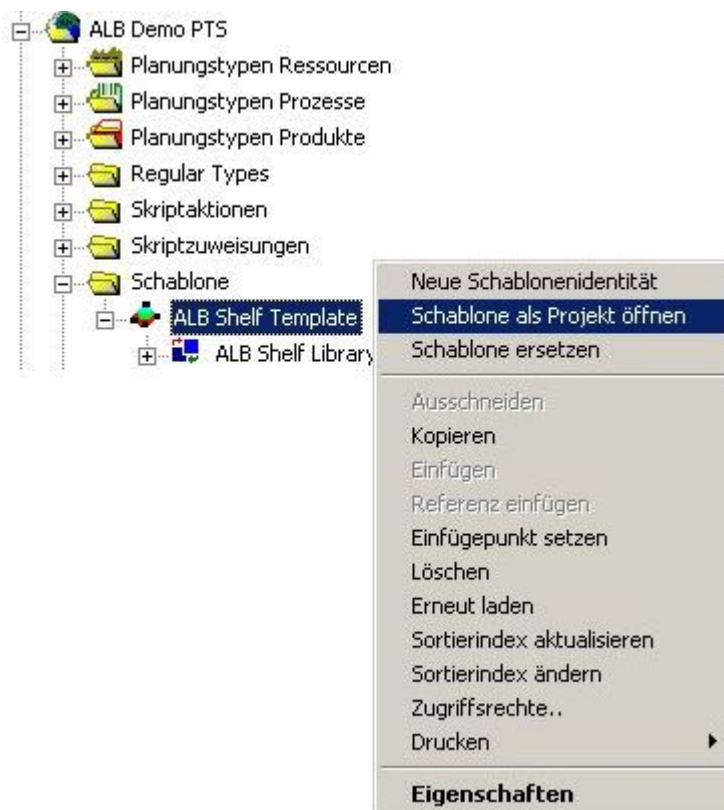 ALB Demo PTS
Planungstypen Ressourcen
Planungstypen Prozesse
Planungstypen Produkte
Regular Types
Skriptaktionen
Skriptzuweisungen
Schablone
ALB Shelf Template
ALB Shelf Library
Neue Schablonenidentität
Schablone als Projekt öffnen
Schablone ersetzen
Ausschneiden
Kopieren
Einfügen
Referenz einfügen
Einfügepunkt setzen
Löschen
Erneut laden
Sortierindex aktualisieren
Sortierindex ändern
Zugriffsrechte..
Drucken
Eigenschaften